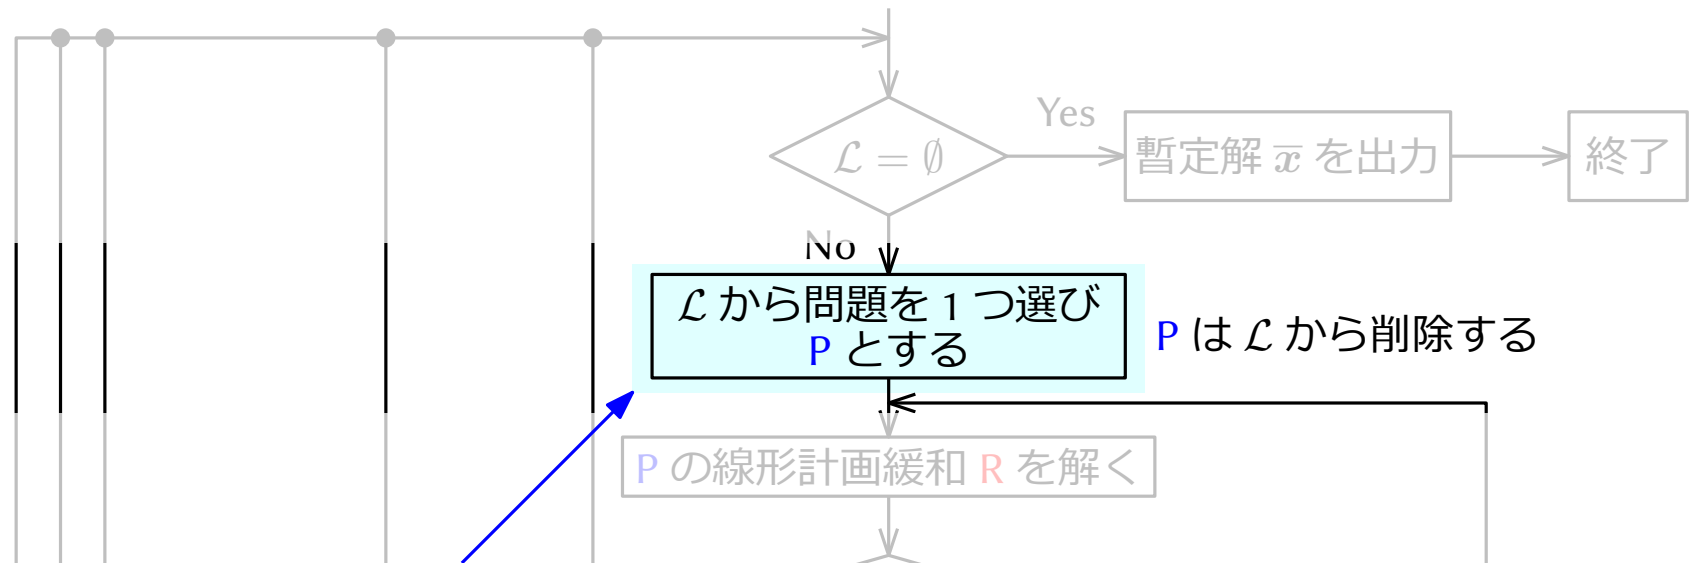 Yes
ℒ = ∅
暫定解 x̅ を出力
終了
No
ℒ から問題を 1 つ選び
P とする
P は ℒ から削除する
P の線形計画緩和 R を解く